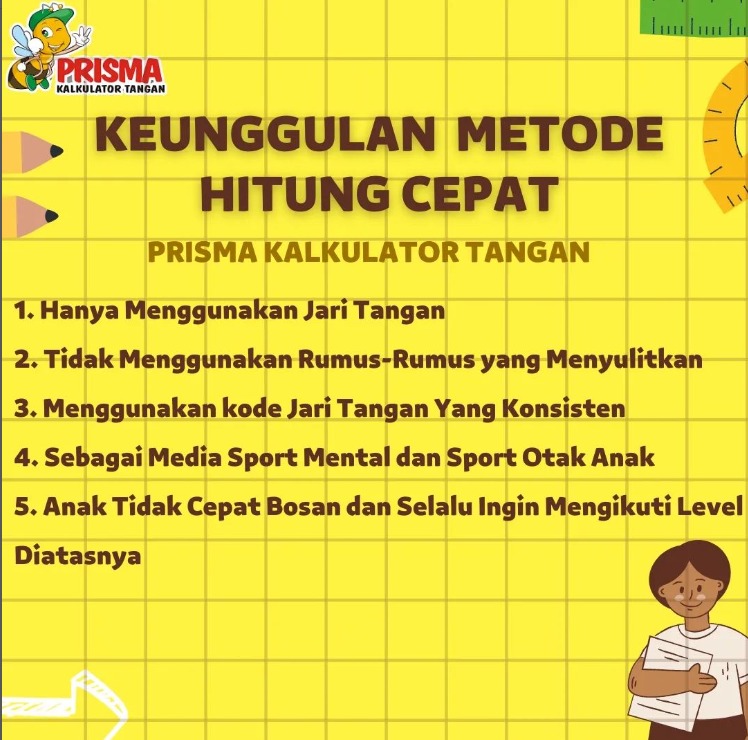 PRISMA
KALKULATOR TANGAN
KEUNGGULAN METODE
HITUNG CEPAT
PRISMA KALKULATOR TANGAN
1. Hanya Menggunakan Jari Tangan
2. Tidak Menggunakan Rumus-Rumus yang Menyulitkan
3. Menggunakan kode Jari Tangan Yang Konsisten
4. Sebagai Media Sport Mental dan Sport Otak Anak
5. Anak Tidak Cepat Bosan dan Selalu Ingin Mengikuti Level
Diatasnya